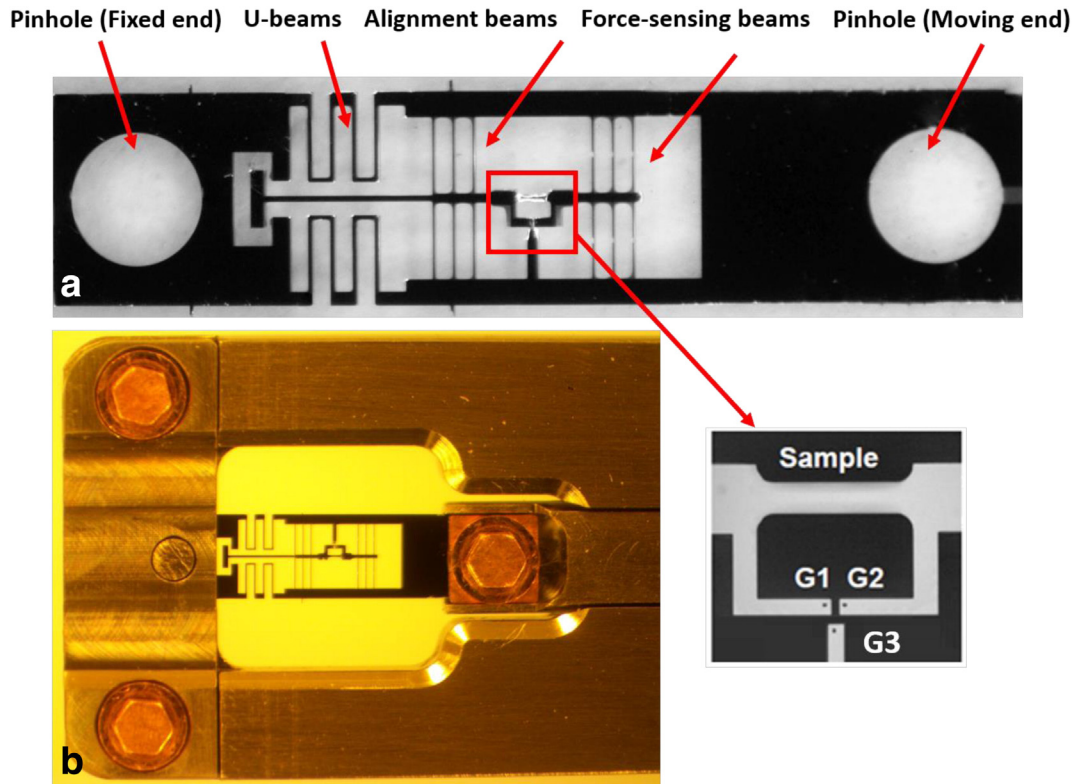 Pinhole (Fixed end) U-beams Alignment beams Force-sensing beams Pinhole (Moving end)
a
b
Sample
G1 G2
G3